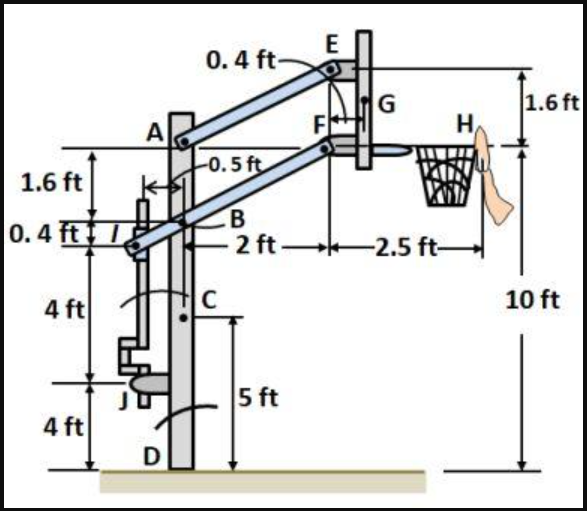 E
0. 4 ft
G
1.6 ft
A
F
H
0.5 ft
1.6 ft
B
0. 4 ft
I
2 ft
2.5 ft
4 ft
C
10 ft
J
5 ft
4 ft
D